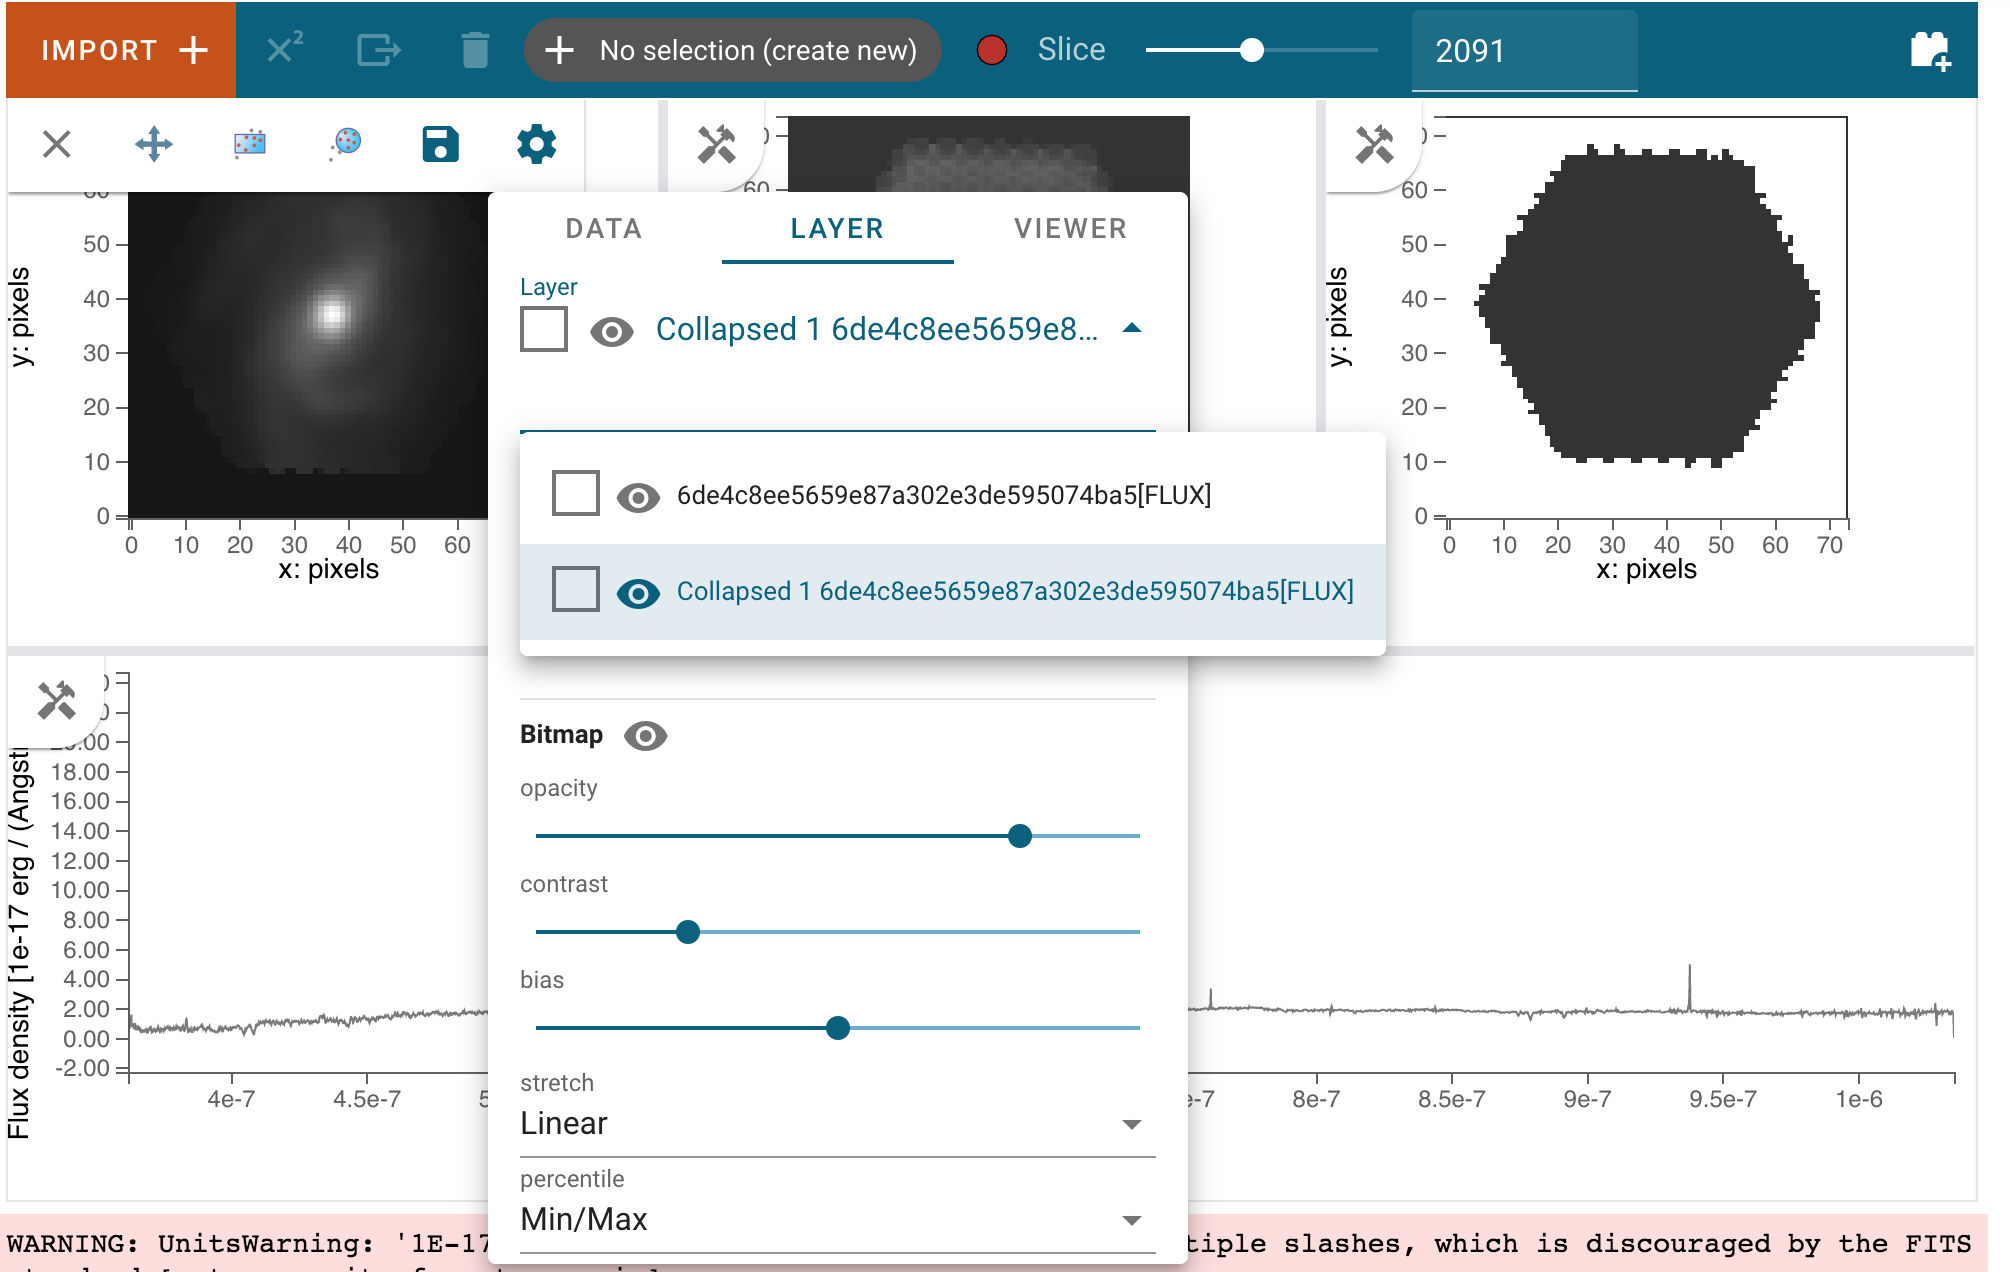 IMPORT +
X²
+ No selection (create new)
Slice
2091
60
50
40
30
20
10
0
y: pixels
0 10 20 30 40 50 60
x: pixels
60
DATA LAYER VIEWER
Layer
Collapsed 1 6de4c8ee5659e8...
6de4c8ee5659e87a302e3de595074ba5[FLUX]
Collapsed 1 6de4c8ee5659e87a302e3de595074ba5[FLUX]
Bitmap
opacity
contrast
bias
stretch
Linear
percentile
Min/Max
60
50
40
30
20
10
0
y: pixels
0 10 20 30 40 50 60 70
x: pixels
18.00
16.00
14.00
12.00
10.00
8.00
6.00
4.00
2.00
0.00
-2.00
Flux density [1e-17 erg / (Angst
4e-7 4.5e-7 5 e-7 8e-7 8.5e-7 9e-7 9.5e-7 1e-6
WARNING: UnitsWarning: '1E-17 tiple slashes, which is discouraged by the FITS